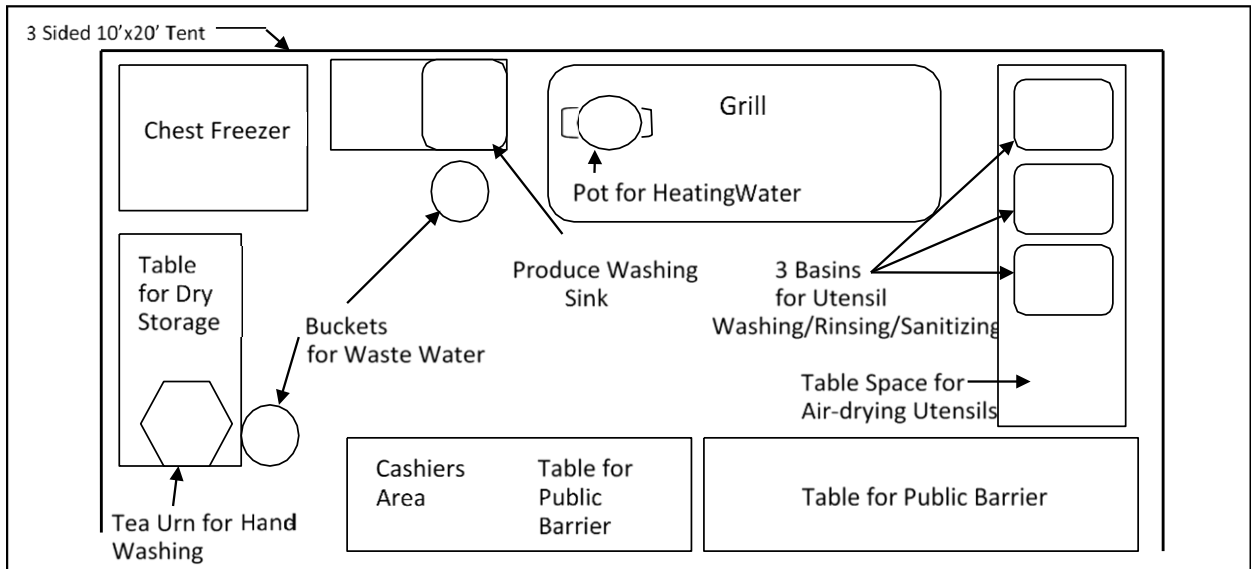 3 Sided 10’x20’ Tent
Chest Freezer
Grill
Pot for HeatingWater
Table
for Dry
Storage
Produce Washing
Sink
3 Basins
for Utensil
Washing/Rinsing/Sanitizing
Buckets
for Waste Water
Table Space for
Air-drying Utensils
Cashiers
Area
Table for
Public
Barrier
Table for Public Barrier
Tea Urn for Hand
Washing